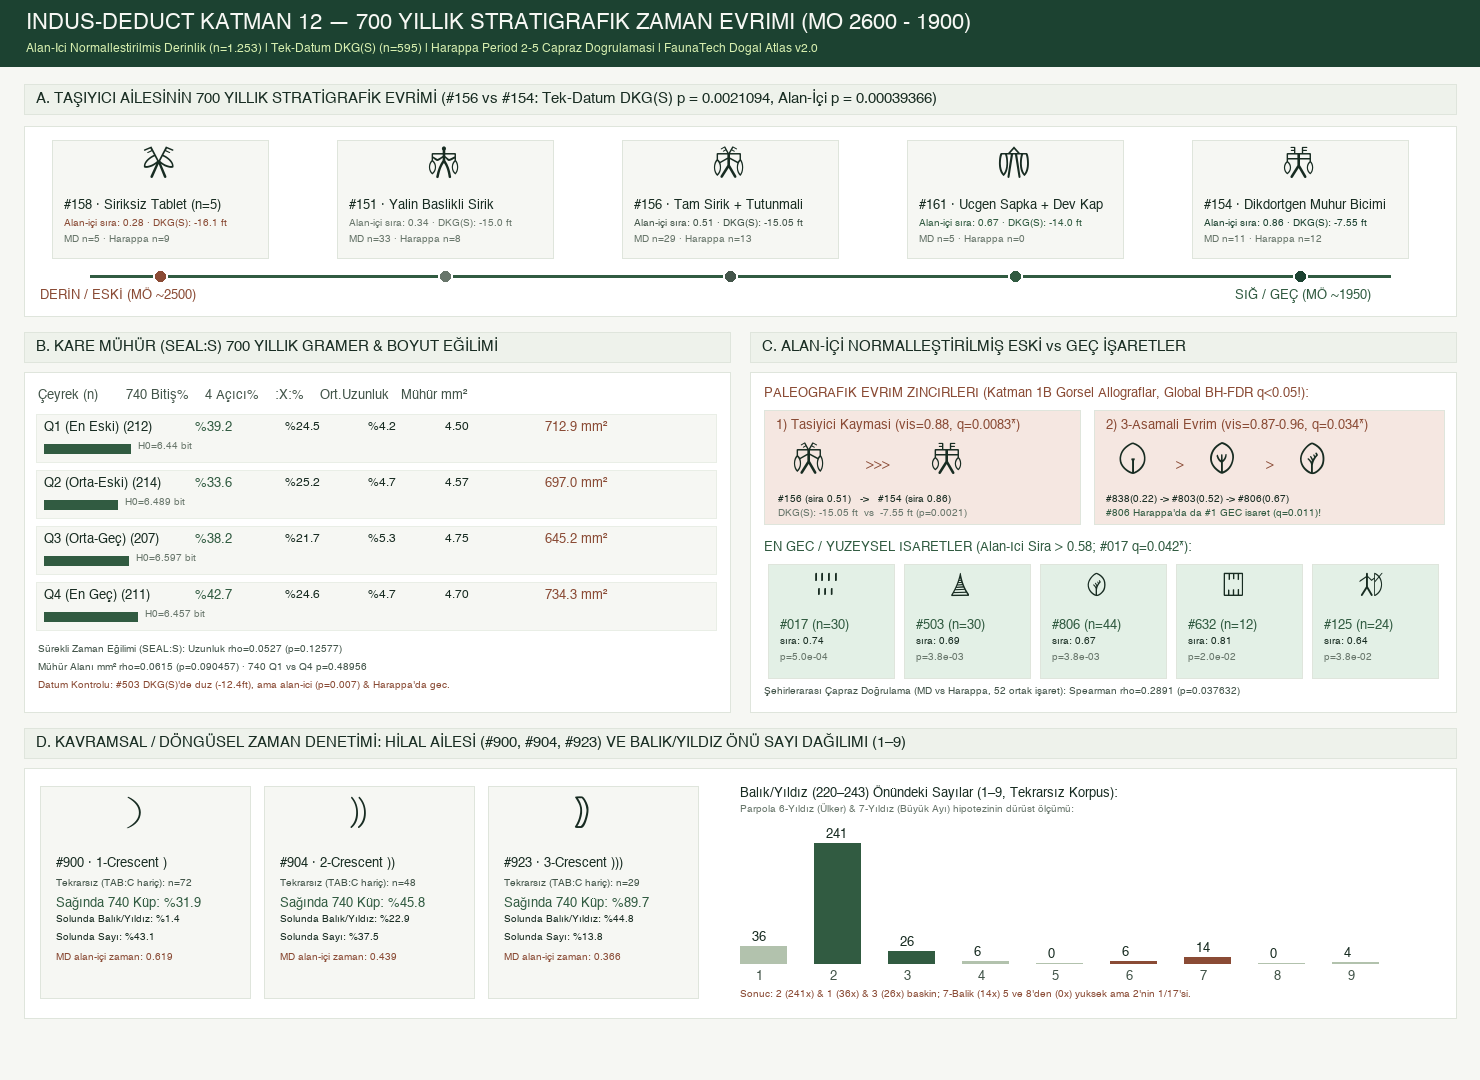 INDUS-DEDUCT KATMAN 12 — 700 YILLIK STRATIGRAFIK ZAMAN EVRIMI (MO 2600 - 1900)
Alan-Ici Normallestirilmis Derinlik (n=1.253) | Tek-Datum DKG(S) (n=595) | Harappa Period 2-5 Capraz Dogrulamasi | FaunaTech Dogal Atlas v2.0
A. TAŞIYICI AİLESİNİN 700 YILLIK STRATİGRAFİK EVRİMİ (#156 vs #154: Tek-Datum DKG(S) p = 0.0021094, Alan-İçi p = 0.00039366)
#158 · Siriksiz Tablet (n=5)
Alan-içi sıra: 0.28 · DKG(S): -16.1 ft
MD n=5 · Harappa n=9
#151 · Yalin Baslikli Sirik
Alan-içi sıra: 0.34 · DKG(S): -15.0 ft
MD n=33 · Harappa n=8
#156 · Tam Sirik + Tutunmali
Alan-içi sıra: 0.51 · DKG(S): -15.05 ft
MD n=29 · Harappa n=13
#161 · Ucgen Sapka + Dev Kap
Alan-içi sıra: 0.67 · DKG(S): -14.0 ft
MD n=5 · Harappa n=0
#154 · Dikdortgen Muhur Bicimi
Alan-içi sıra: 0.86 · DKG(S): -7.55 ft
MD n=11 · Harappa n=12
DERİN / ESKİ (MÖ ~2500)
SIĞ / GEÇ (MÖ ~1950)
B. KARE MÜHÜR (SEAL:S) 700 YILLIK GRAMER & BOYUT EĞİLİMİ
Çeyrek (n) 740 Bitiş% 4 Açıcı% :X:% Ort.Uzunluk Mühür mm²
Q1 (En Eski) (212) %39.2 %24.5 %4.2 4.50 712.9 mm²
H0=6.44 bit
Q2 (Orta-Eski) (214) %33.6 %25.2 %4.7 4.57 697.0 mm²
H0=6.489 bit
Q3 (Orta-Geç) (207) %38.2 %21.7 %5.3 4.75 645.2 mm²
H0=6.597 bit
Q4 (En Geç) (211) %42.7 %24.6 %4.7 4.70 734.3 mm²
H0=6.457 bit
Sürekli Zaman Eğilimi (SEAL:S): Uzunluk rho=0.0527 (p=0.12577)
Mühür Alanı mm² rho=0.0615 (p=0.090457) · 740 Q1 vs Q4 p=0.48956
Datum Kontrolu: #503 DKG(S)'de duz (-12.4ft), ama alan-ici (p=0.007) & Harappa'da gec.
C. ALAN-İÇİ NORMALLEŞTİRİLMİŞ ESKİ vs GEÇ İŞARETLER
PALEOGRAFIK EVRIM ZINCIRLERI (Katman 1B Gorsel Allograflar, Global BH-FDR q<0.05!):
1) Tasiyici Kaymasi (vis=0.88, q=0.0083*)
>>>
#156 (sira 0.51) -> #154 (sira 0.86)
DKG(S): -15.05 ft vs -7.55 ft (p=0.0021)
2) 3-Asamali Evrim (vis=0.87-0.96, q=0.034*)
> >
#838(0.22) -> #803(0.52) -> #806(0.67)
#806 Harappa'da da #1 GEC isaret (q=0.011)!
EN GEC / YUZEYSEL ISARETLER (Alan-Ici Sira > 0.58; #017 q=0.042*):
#017 (n=30)
sıra: 0.74
p=5.0e-04
#503 (n=30)
sıra: 0.69
p=3.8e-03
#806 (n=44)
sıra: 0.67
p=3.8e-03
#632 (n=12)
sıra: 0.81
p=2.0e-02
#125 (n=24)
sıra: 0.64
p=3.8e-02
Şehirlerarası Çapraz Doğrulama (MD vs Harappa, 52 ortak işaret): Spearman rho=0.2891 (p=0.037632)
D. KAVRAMSAL / DÖNGÜSEL ZAMAN DENETİMİ: HİLAL AİLESİ (#900, #904, #923) VE BALIK/YILDIZ ÖNÜ SAYI DAĞILIMI (1–9)
#900 · 1-Crescent )
Tekrarsız (TAB:C hariç): n=72
Sağında 740 Küp: %31.9
Solunda Balık/Yıldız: %1.4
Solunda Sayı: %43.1
MD alan-içi zaman: 0.619
#904 · 2-Crescent ))
Tekrarsız (TAB:C hariç): n=48
Sağında 740 Küp: %45.8
Solunda Balık/Yıldız: %22.9
Solunda Sayı: %37.5
MD alan-içi zaman: 0.439
#923 · 3-Crescent )))
Tekrarsız (TAB:C hariç): n=29
Sağında 740 Küp: %89.7
Solunda Balık/Yıldız: %44.8
Solunda Sayı: %13.8
MD alan-içi zaman: 0.366
Balık/Yıldız (220–243) Önündeki Sayılar (1–9, Tekrarsız Korpus):
Parpola 6-Yıldız (Ülker) & 7-Yıldız (Büyük Ayı) hipotezinin dürüst ölçümü:
36 241 26 6 0 6 14 0 4
1 2 3 4 5 6 7 8 9
Sonuc: 2 (241x) & 1 (36x) & 3 (26x) baskin; 7-Balik (14x) 5 ve 8'den (0x) yuksek ama 2'nin 1/17'si.